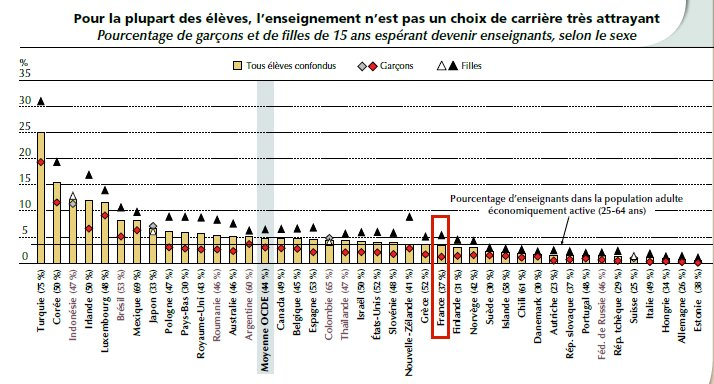 Pour la plupart des élèves, l'enseignement n'est pas un choix de carrière très attrayant
Pourcentage de garçons et de filles de 15 ans espérant devenir enseignants, selon le sexe
%
Tous élèves confondus
Garçons
Filles
35
30
25
20
15
10
5
0
Pourcentage d'enseignants dans la population adulte
économiquement active (25-64 ans)
Turquie (75 %)
Corée (50 %)
Indonésie (47 %)
Irlande (50 %)
Luxembourg (48 %)
Brésil (53 %)
Mexique (69 %)
Japon (33 %)
Pologne (47 %)
Pays-Bas (30 %)
Royaume-Uni (43 %)
Roumanie (46 %)
Australie (46 %)
Argentine (60 %)
Moyenne OCDE (44 %)
Canada (49 %)
Belgique (45 %)
Espagne (53 %)
Colombie (65 %)
Thaïlande (47 %)
Israël (50 %)
États-Unis (52 %)
Slovénie (48 %)
Nouvelle-Zélande (41 %)
Grèce (52 %)
France (37 %)
Finlande (31 %)
Norvège (42 %)
Suède (30 %)
Islande (58 %)
Chili (61 %)
Danemark (30 %)
Autriche (23 %)
Rép. slovaque (37 %)
Portugal (48 %)
Féd. de Russie (46 %)
Rép. tchèque (29 %)
Suisse (25 %)
Italie (49 %)
Hongrie (34 %)
Allemagne (26 %)
Estonie (38 %)